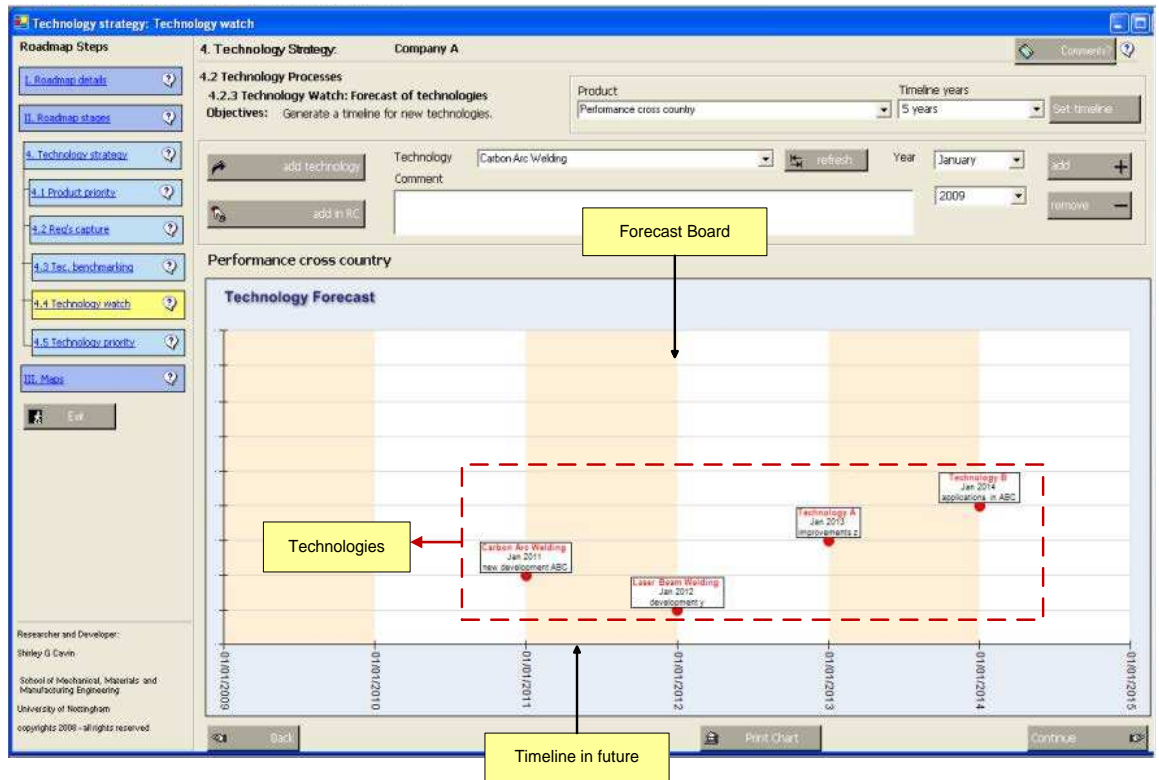 Technology strategy: Technology watch
Roadmap Steps
I. Roadmap details
II. Roadmap stages
4. Technology strategy
4.1 Product priority
4.2 Req's capture
4.3 Tec. benchmarking
4.4 Technology watch
4.5 Technology priority
III. Maps
Exit
Researcher and Developer:
Shirley G Cavin
School of Mechanical, Materials and
Manufacturing Engineering
University of Nottingham
copyrights 2008 - all rights reserved
4. Technology Strategy: Company A
Comments?
4.2 Technology Processes
4.2.3 Technology Watch: Forecast of technologies
Objectives: Generate a timeline for new technologies.
Product
Performance cross country
Timeline years
5 years
Set timeline
add technology
add in RC
Technology
Carbon Arc Welding
refresh
Year
January
2009
add
remove
Comment
Forecast Board
Performance cross country
Technology Forecast
Technology B
Jan 2014
applications in ABC
Technology A
Jan 2013
improvements z
Technologies
Carbon Arc Welding
Jan 2011
new development ABC
Laser Beam Welding
Jan 2012
development y
01/01/2009
01/01/2010
01/01/2011
01/01/2012
01/01/2013
01/01/2014
01/01/2015
Back
Print Chart
Continue
Timeline in future